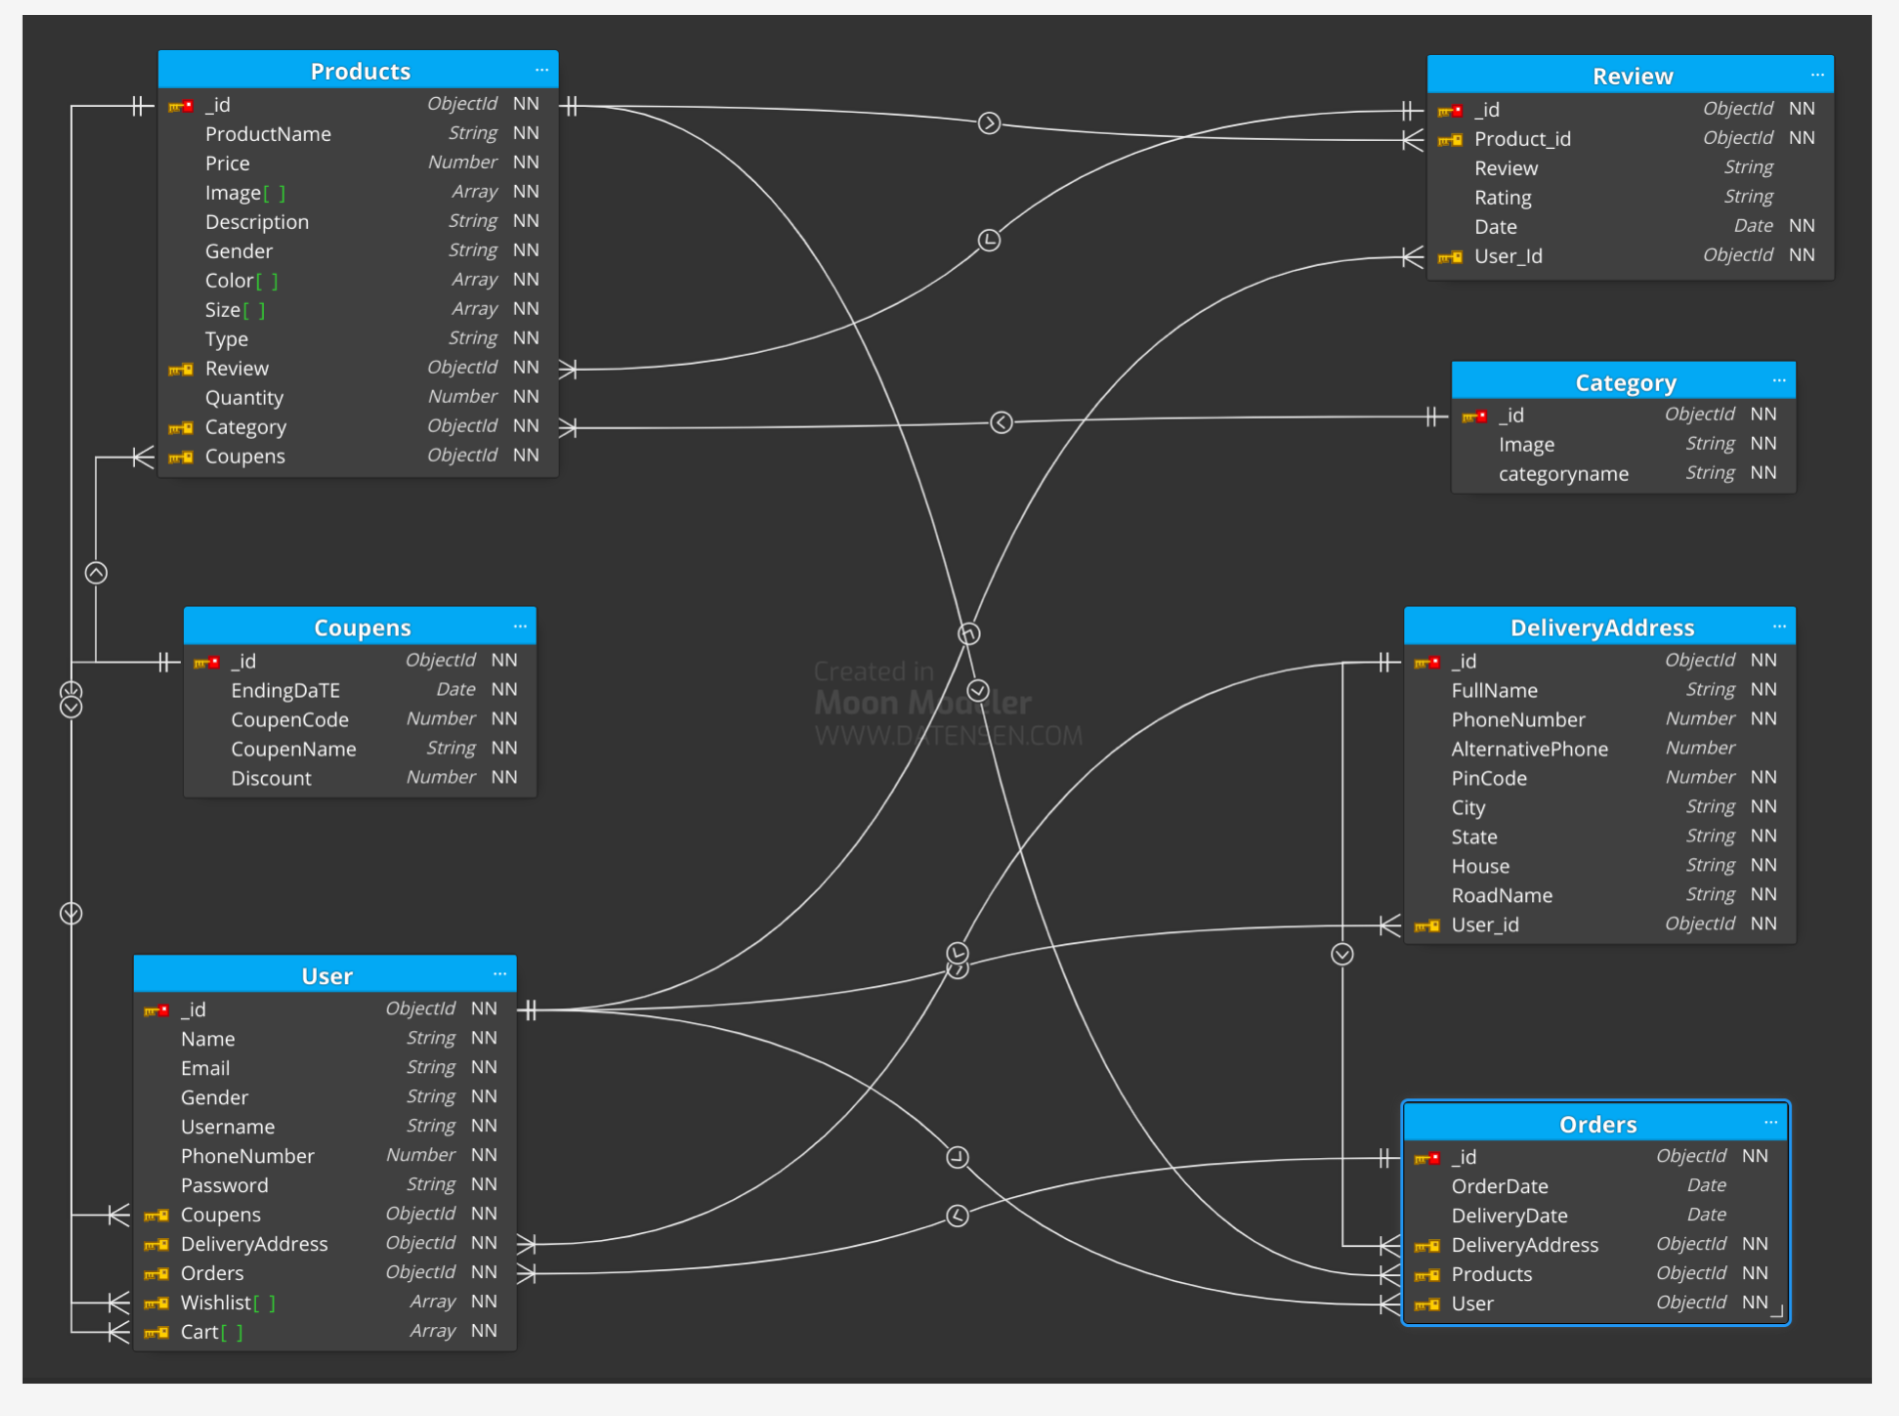 Products ...
_id ObjectId NN
ProductName String NN
Price Number NN
Image[ ] Array NN
Description String NN
Gender String NN
Color[ ] Array NN
Size[ ] Array NN
Type String NN
Review ObjectId NN
Quantity Number NN
Category ObjectId NN
Coupens ObjectId NN
Review ...
_id ObjectId NN
Product_id ObjectId NN
Review String
Rating String
Date Date NN
User_Id ObjectId NN
Category ...
_id ObjectId NN
Image String NN
categoryname String NN
Coupens ...
_id ObjectId NN
EndingDaTE Date NN
CoupenCode Number NN
CoupenName String NN
Discount Number NN
Created in
Moon Modeler
WWW.DATENSEN.COM
DeliveryAddress ...
_id ObjectId NN
FullName String NN
PhoneNumber Number NN
AlternativePhone Number
PinCode Number NN
City String NN
State String NN
House String NN
RoadName String NN
User_id ObjectId NN
User ...
_id ObjectId NN
Name String NN
Email String NN
Gender String NN
Username String NN
PhoneNumber Number NN
Password String NN
Coupens ObjectId NN
DeliveryAddress ObjectId NN
Orders ObjectId NN
Wishlist[ ] Array NN
Cart[ ] Array NN
Orders ...
_id ObjectId NN
OrderDate Date
DeliveryDate Date
DeliveryAddress ObjectId NN
Products ObjectId NN
User ObjectId NN